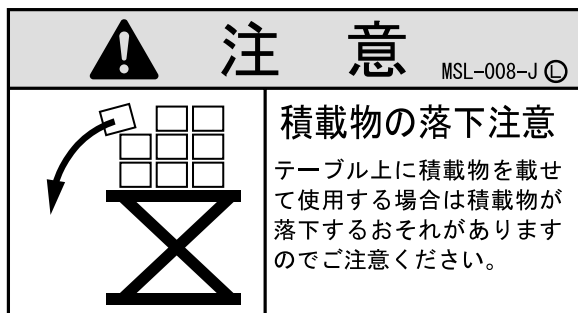 注意 MSL-008-J Ⓛ
積載物の落下注意
テーブル上に積載物を載せ
て使用する場合は積載物が
落下するおそれがあります
のでご注意ください。